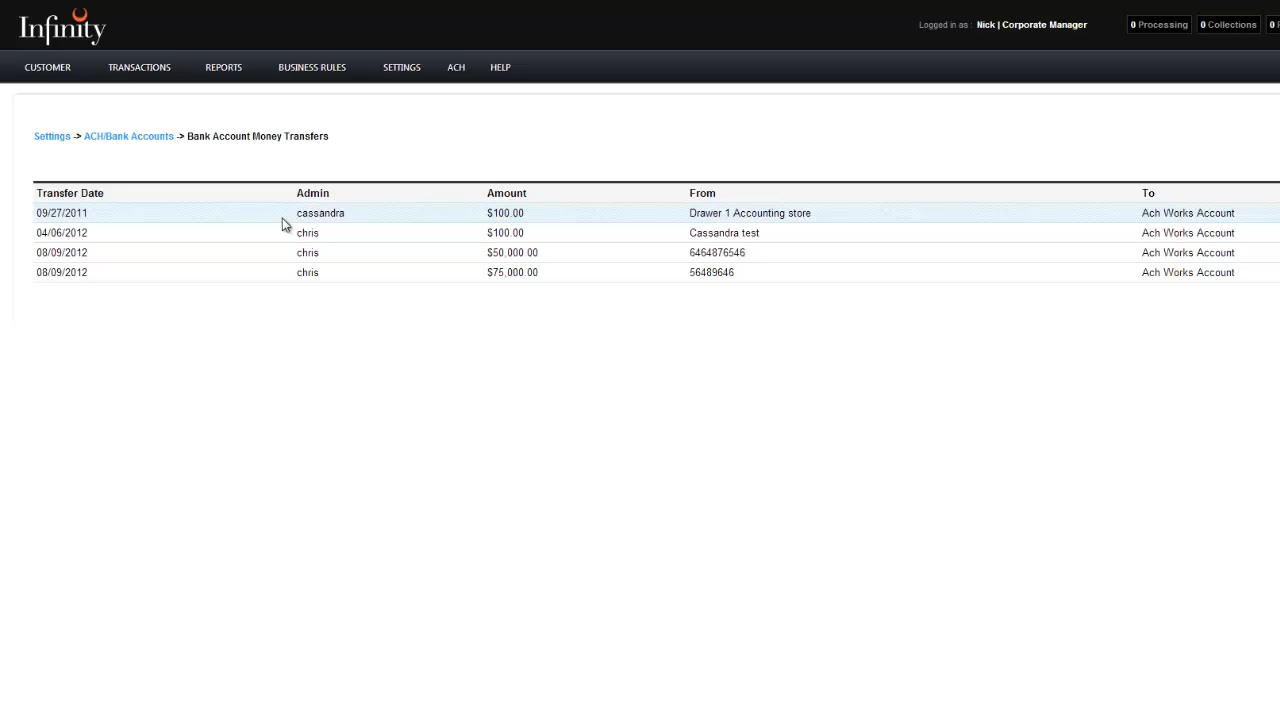 Infinity
Logged in as : Nick | Corporate Manager
0 Processing
0 Collections
0
CUSTOMER TRANSACTIONS REPORTS BUSINESS RULES SETTINGS ACH HELP
Settings -> ACH/Bank Accounts -> Bank Account Money Transfers
Transfer Date Admin Amount From To
09/27/2011 cassandra $100.00 Drawer 1 Accounting store Ach Works Account
04/06/2012 chris $100.00 Cassandra test Ach Works Account
08/09/2012 chris $50,000.00 6464876546 Ach Works Account
08/09/2012 chris $75,000.00 56489646 Ach Works Account